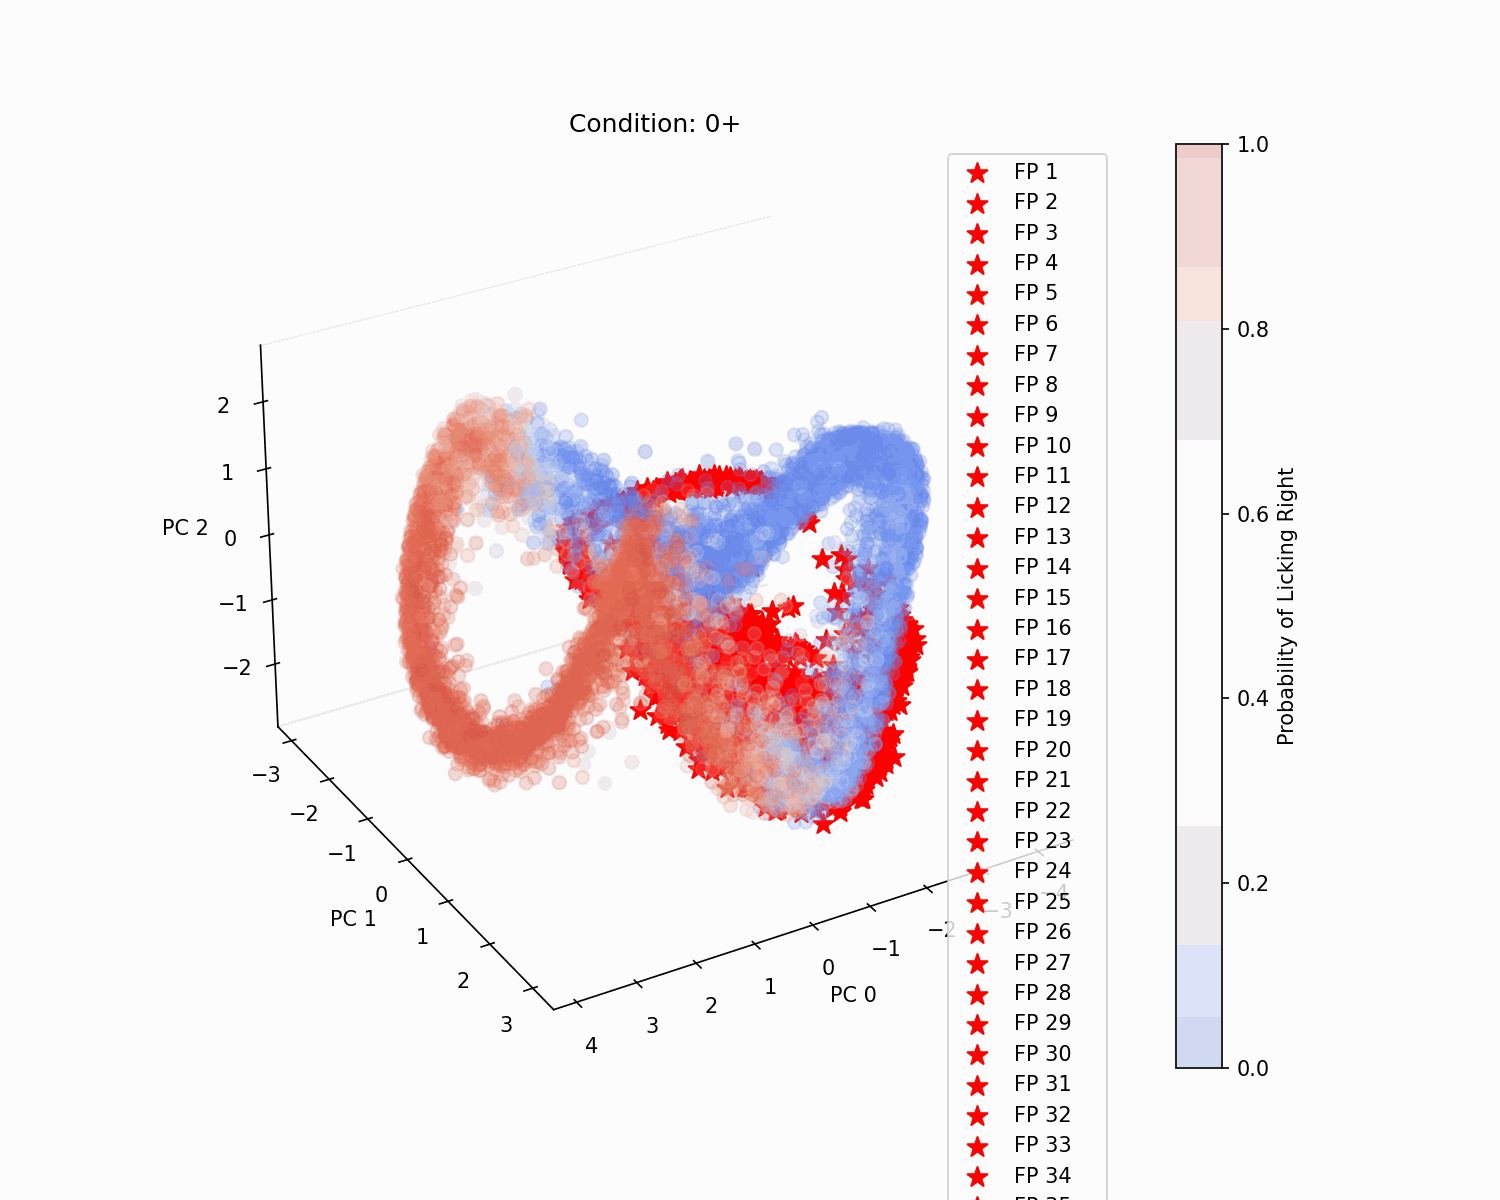 Condition: 0+
FP 1
FP 2
FP 3
FP 4
FP 5
FP 6
FP 7
FP 8
FP 9
FP 10
FP 11
FP 12
FP 13
FP 14
FP 15
FP 16
FP 17
FP 18
FP 19
FP 20
FP 21
FP 22
FP 23
FP 24
FP 25
FP 26
FP 27
FP 28
FP 29
FP 30
FP 31
FP 32
FP 33
FP 34
FP 35
1.0
0.8
0.6
0.4
0.2
0.0
Probability of Licking Right
2
1
0
−1
−2
PC 2
−3
−2
−1
0
1
2
3
PC 1
4
3
2
1
0
−1
−2
−3
−4
PC 0